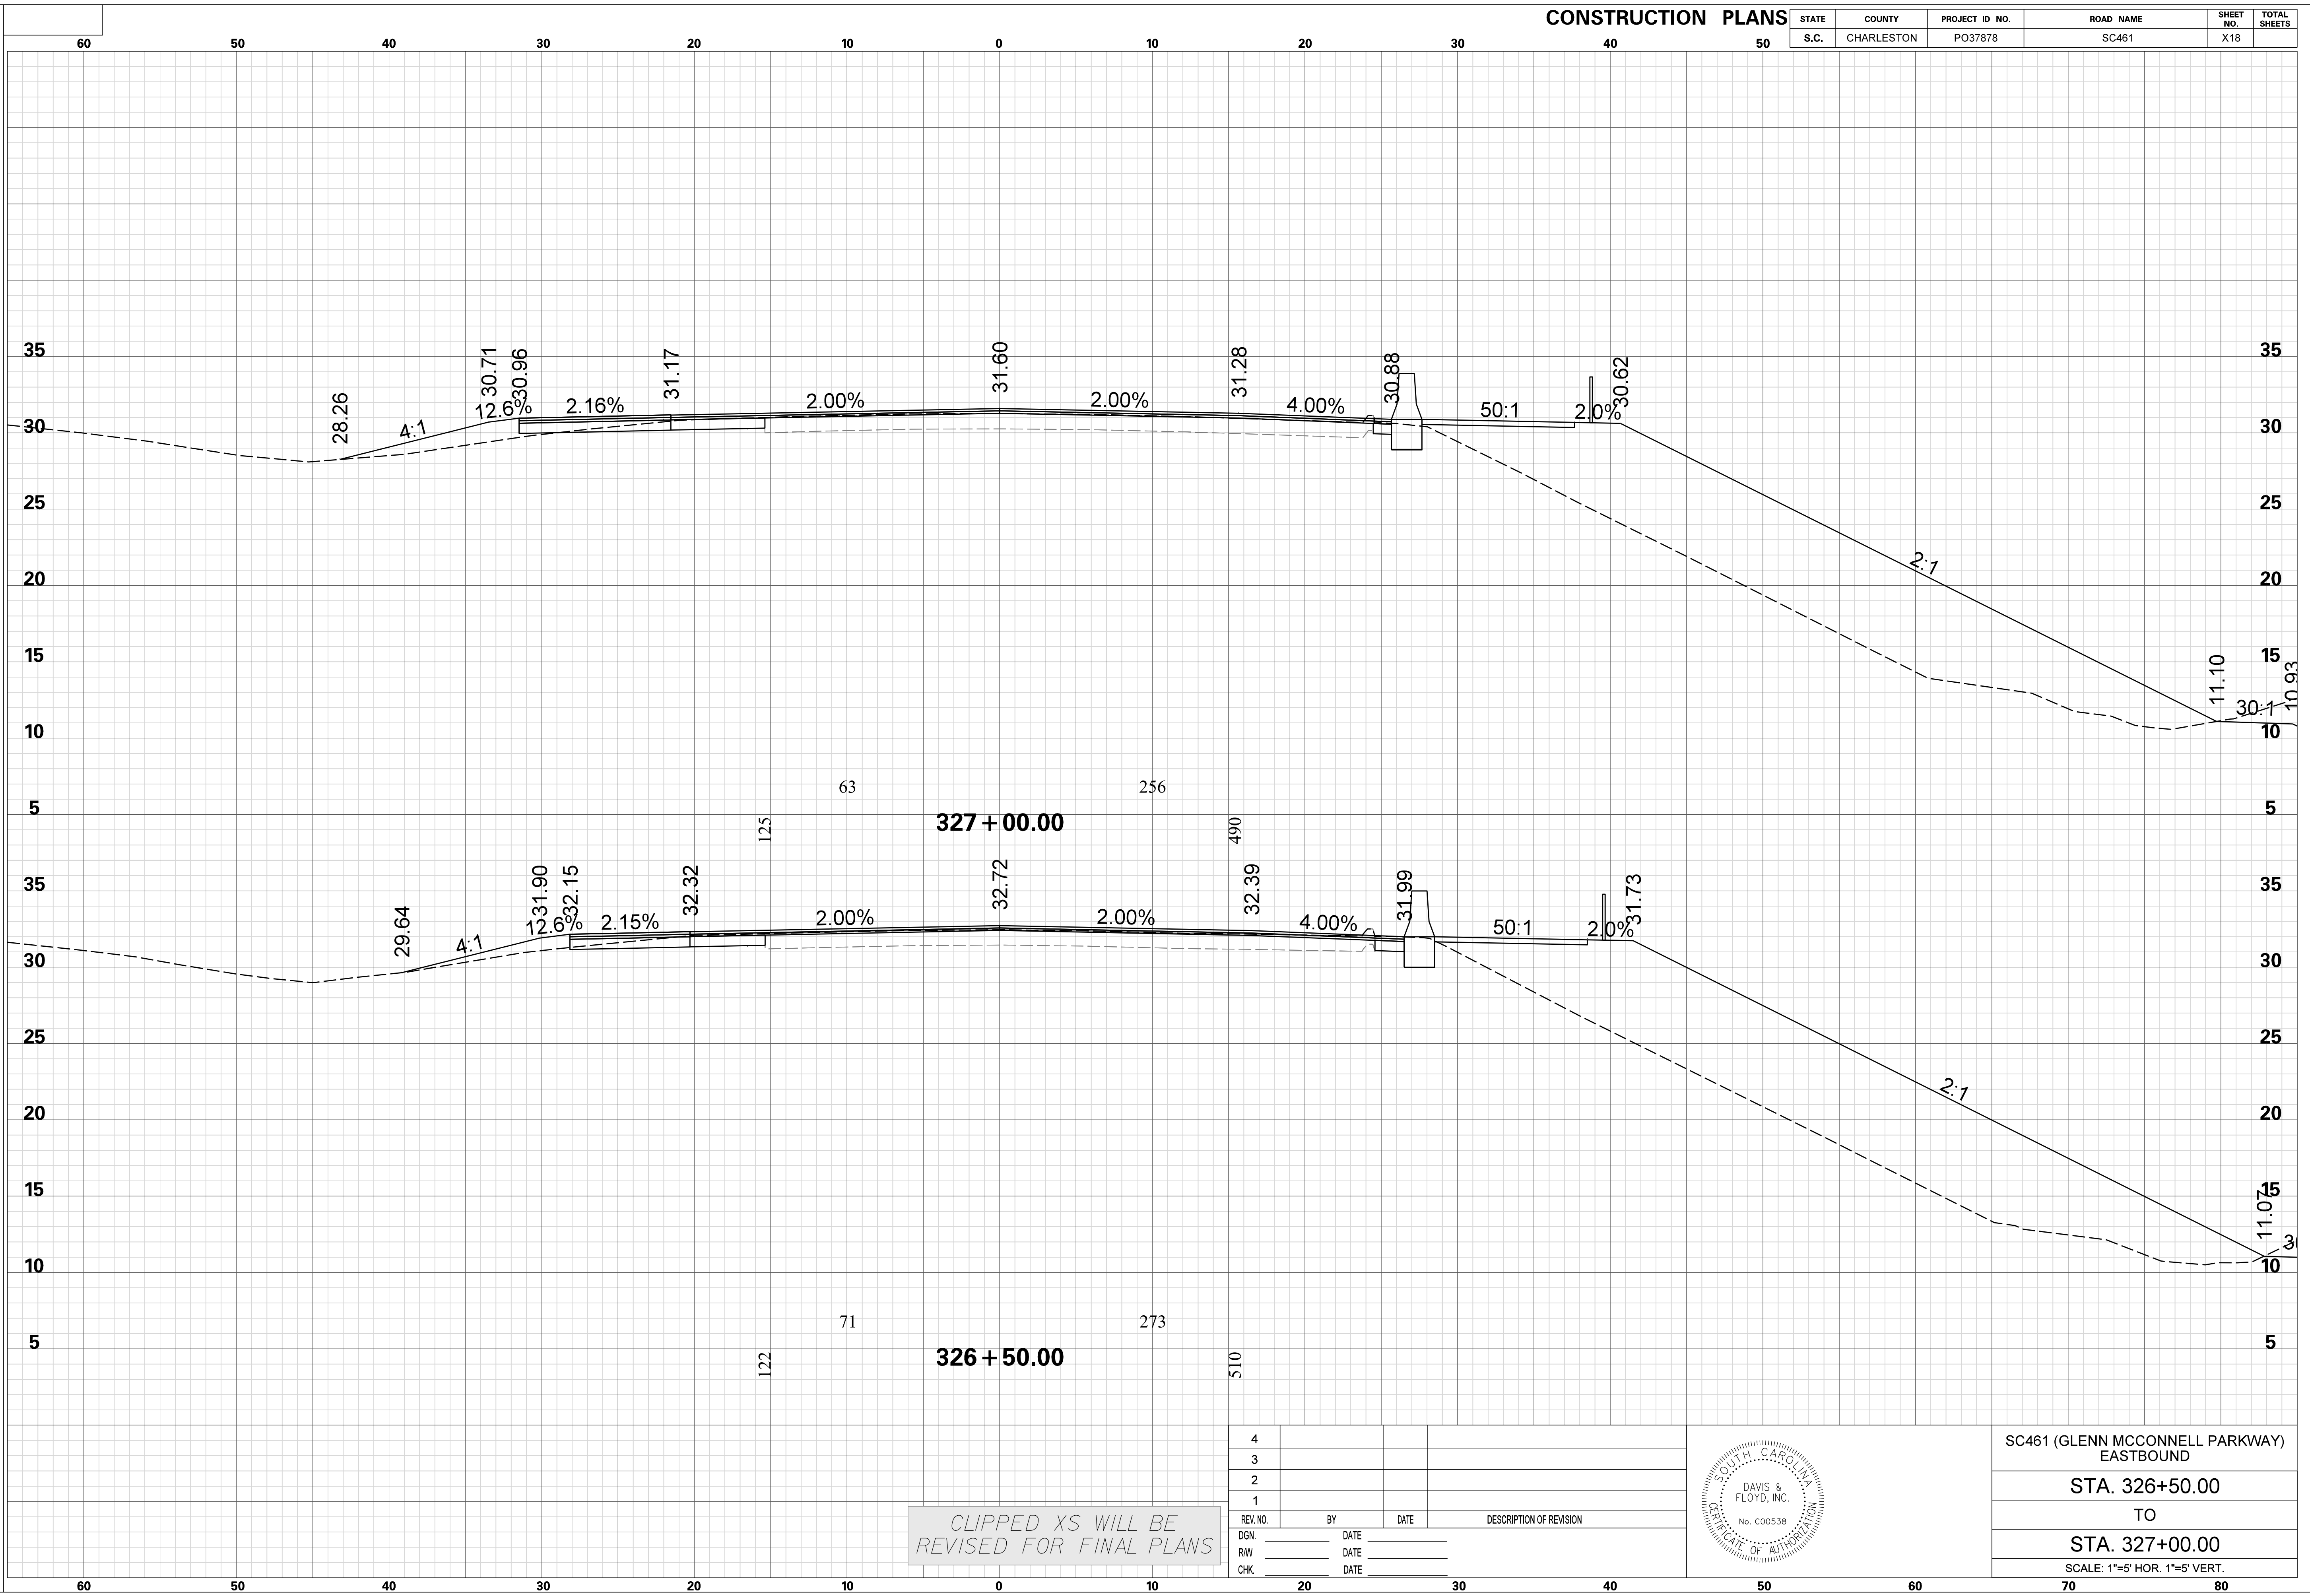 CONSTRUCTION PLANS
STATE COUNTY PROJECT ID NO. ROAD NAME SHEET NO. TOTAL SHEETS
S.C. CHARLESTON PO37878 SC461 X18
60 50 40 30 20 10 0 10 20 30 40 50
35 35
30 30
25 25
20 20
15 15
10 10
5 5
28.26
4:1
30.71
12.6%
30.96
2.16%
31.17
2.00%
31.60
2.00%
31.28
4.00%
30.88
50:1
2.0%
30.62
2:1
11.10
30:1
10.93
63 256
327+00.00
125 490
35 35
30 30
25 25
20 20
15 15
10 10
5 5
29.64
4:1
31.90
12.6%
32.15
2.15%
32.32
2.00%
32.72
2.00%
32.39
4.00%
31.99
50:1
2.0%
31.73
2:1
11.07
71 273
326+50.00
122 510
CLIPPED XS WILL BE
REVISED FOR FINAL PLANS
4
3
2
1
REV. NO. BY DATE DESCRIPTION OF REVISION
DGN. DATE
R/W DATE
CHK. DATE
SOUTH CAROLINA
DAVIS &
FLOYD, INC.
No. C00538
CERTIFICATE OF AUTHORIZATION
SC461 (GLENN MCCONNELL PARKWAY)
EASTBOUND
STA. 326+50.00
TO
STA. 327+00.00
SCALE: 1"=5' HOR. 1"=5' VERT.
60 50 40 30 20 10 0 10 20 30 40 50 60 70 80